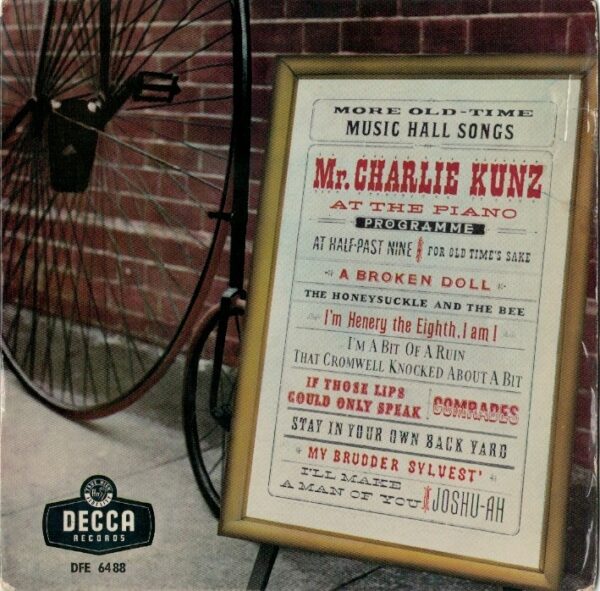 MORE OLD-TIME
MUSIC HALL SONGS
Mr. CHARLIE KUNZ
AT THE PIANO
PROGRAMME
AT HALF-PAST NINE FOR OLD TIME'S SAKE
A BROKEN DOLL
THE HONEYSUCKLE AND THE BEE
I'm Henery the Eighth, I am!
I'M A BIT OF A RUIN
THAT CROMWELL KNOCKED ABOUT A BIT
IF THOSE LIPS
COULD ONLY SPEAK
COMRADES
STAY IN YOUR OWN BACK YARD
MY BRUDDER SYLVEST'
I'LL MAKE
A MAN OF YOU
JOSHU-AH
DECCA
RECORDS
DFE 6488